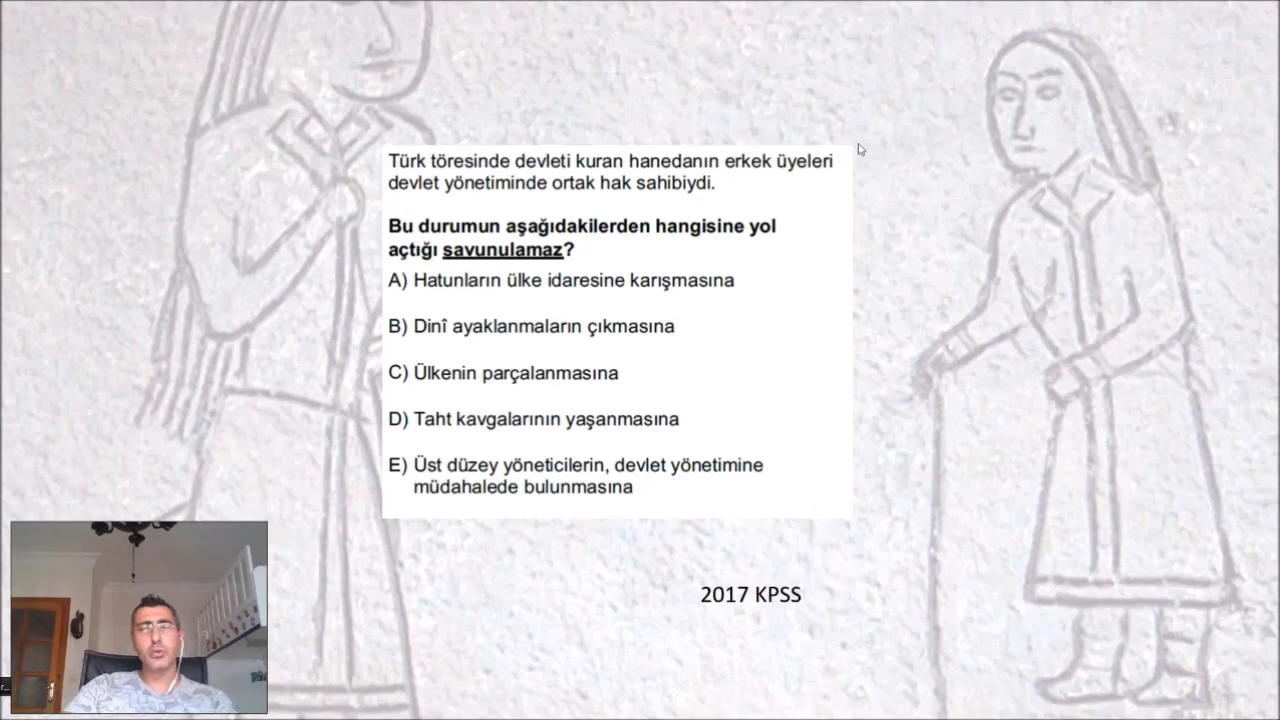 Türk töresinde devleti kuran hanedanın erkek üyeleri
devlet yönetiminde ortak hak sahibiydi.
Bu durumun aşağıdakilerden hangisine yol
açtığı savunulamaz?
A) Hatunların ülke idaresine karışmasına
B) Dinî ayaklanmaların çıkmasına
C) Ülkenin parçalanmasına
D) Taht kavgalarının yaşanmasına
E) Üst düzey yöneticilerin, devlet yönetimine
müdahalede bulunmasına
2017 KPSS